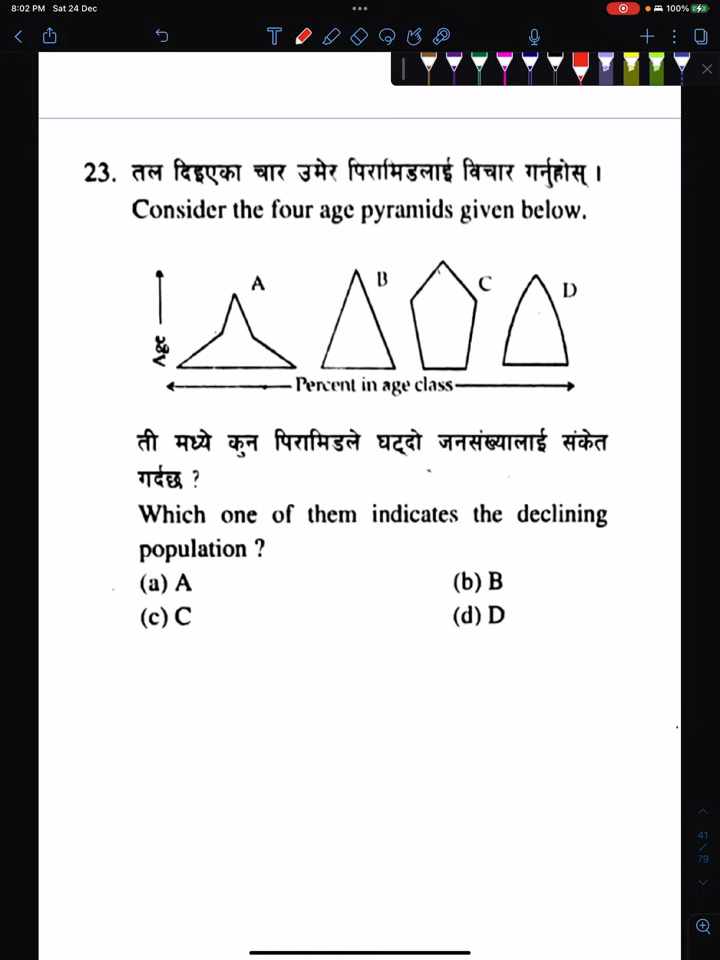 8:02 PM Sat 24 Dec
100%
23. तल दिइएका चार उमेर पिरामिडलाई विचार गर्नुहोस् ।
Consider the four age pyramids given below.
A
B
C
D
age
Percent in age class
ती मध्ये कुन पिरामिडले घट्दो जनसंख्यालाई संकेत
गर्दछ ?
Which one of them indicates the declining
population ?
(a) A (b) B
(c) C (d) D
41
79